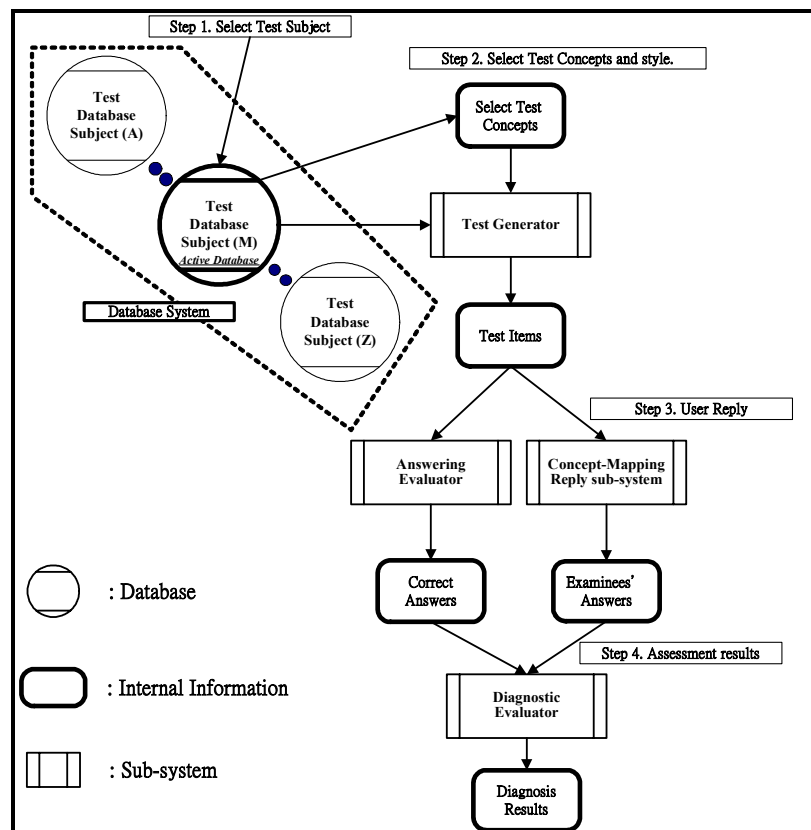 Step 1. Select Test Subject
Step 2. Select Test Concepts and style.
Test
Database
Subject (A)
Select Test
Concepts
Test
Database
Subject (M)
Active Database
Test Generator
Database System
Test
Database
Subject (Z)
Test Items
Step 3. User Reply
Answering
Evaluator
Concept-Mapping
Reply sub-system
Correct
Answers
Examinees'
Answers
: Database
Step 4. Assessment results
: Internal Information
Diagnostic
Evaluator
: Sub-system
Diagnosis
Results